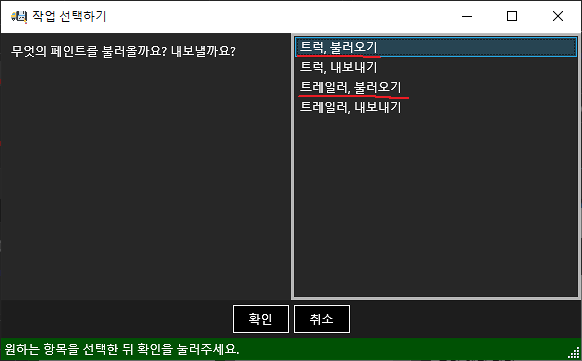 작업 선택하기
무엇의 페인트를 불러올까요? 내보낼까요?
트럭, 불러오기
트럭, 내보내기
트레일러, 불러오기
트레일러, 내보내기
확인
취소
원하는 항목을 선택한 뒤 확인을 눌러주세요.